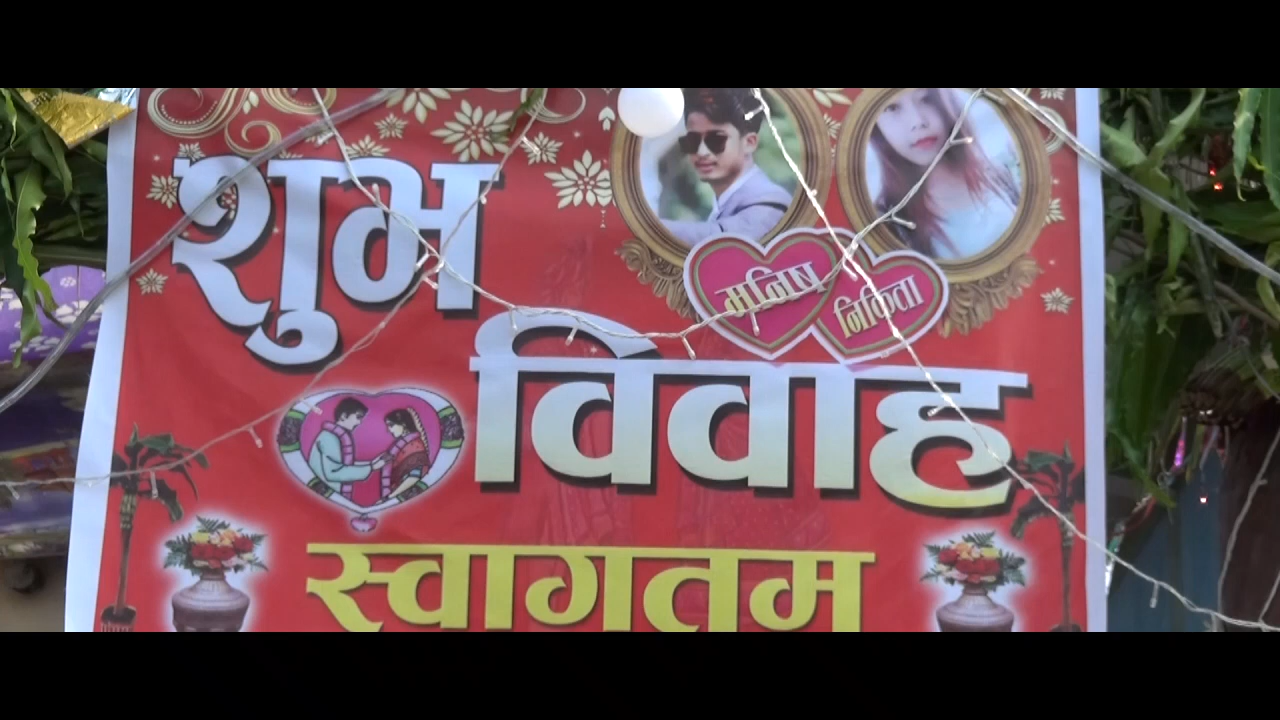 शुभ
मनिष
निकिता
विवाह
स्वागतम